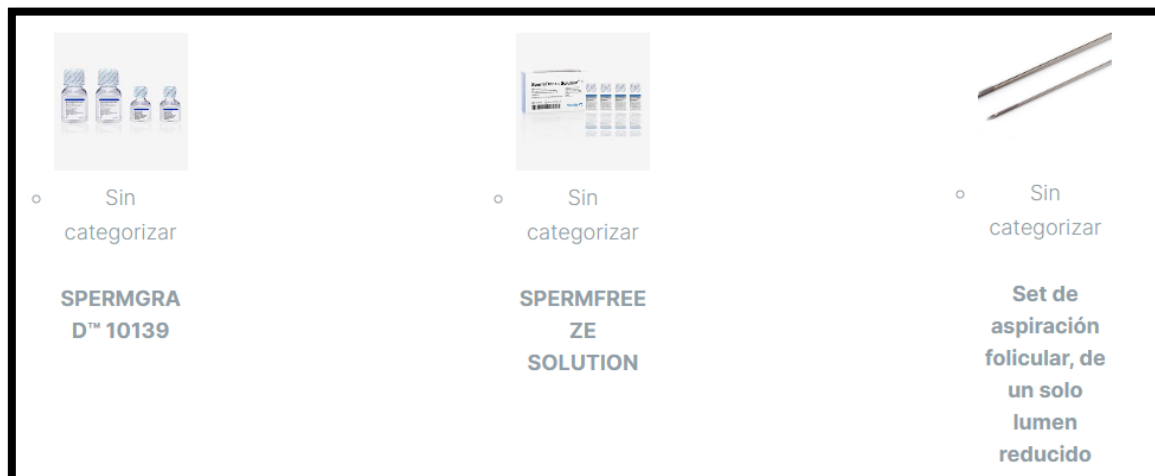 Sin
categorizar
SPERMGRA
D™ 10139
Sin
categorizar
SPERMFREE
ZE
SOLUTION
Sin
categorizar
Set de
aspiración
folicular, de
un solo
lumen
reducido